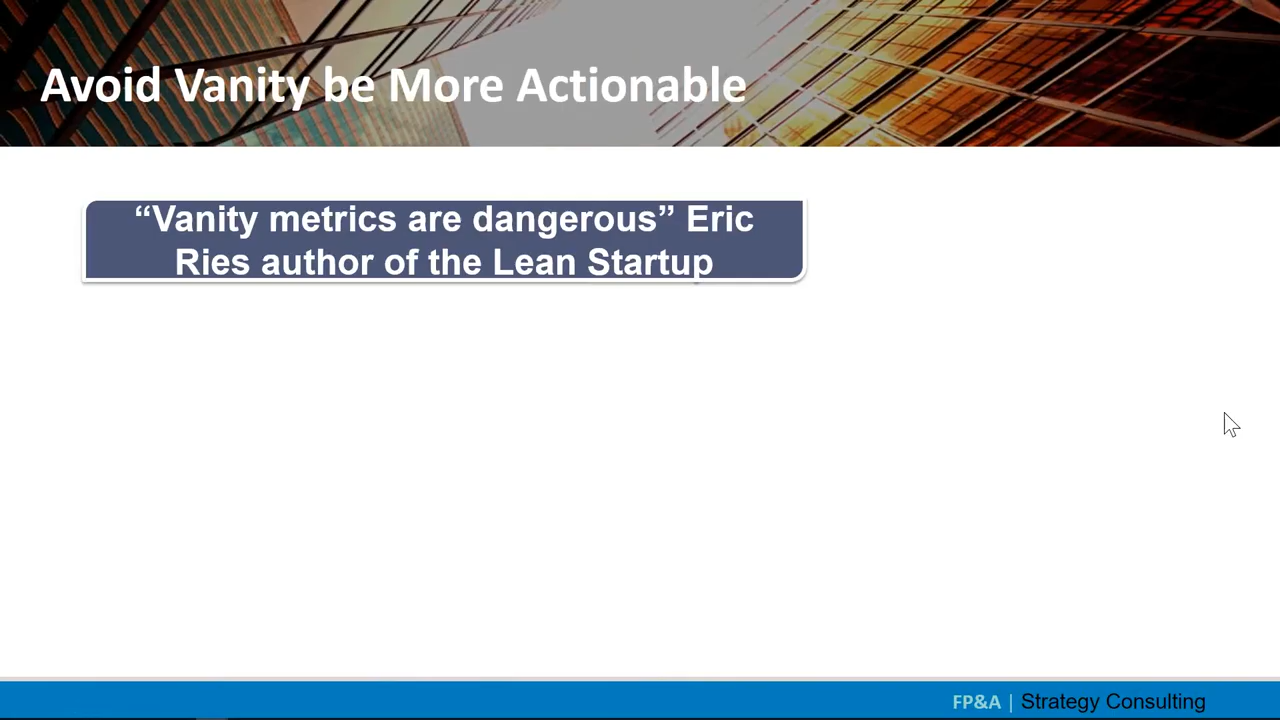 Avoid Vanity be More Actionable
“Vanity metrics are dangerous” Eric
Ries author of the Lean Startup
FP&A | Strategy Consulting